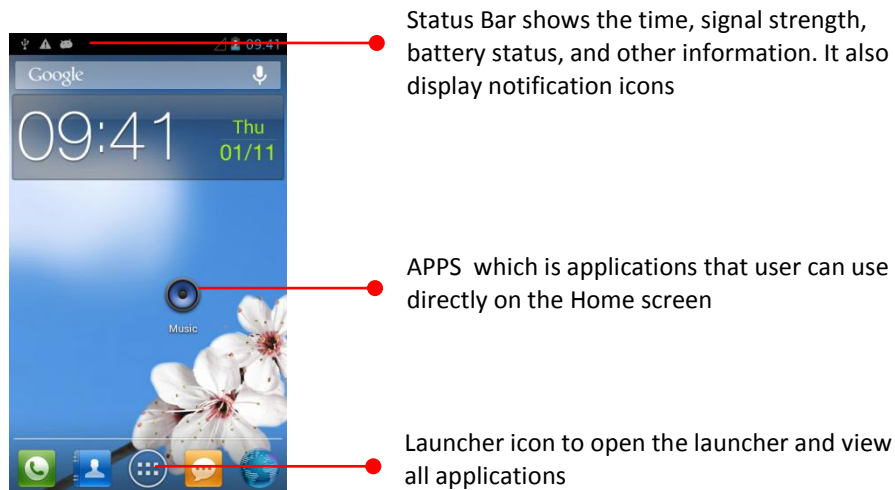 Status Bar shows the time, signal strength,
battery status, and other information. It also
display notification icons
09:41
Google
09:41
Thu
01/11
APPS which is applications that user can use
directly on the Home screen
Music
Launcher icon to open the launcher and view
all applications